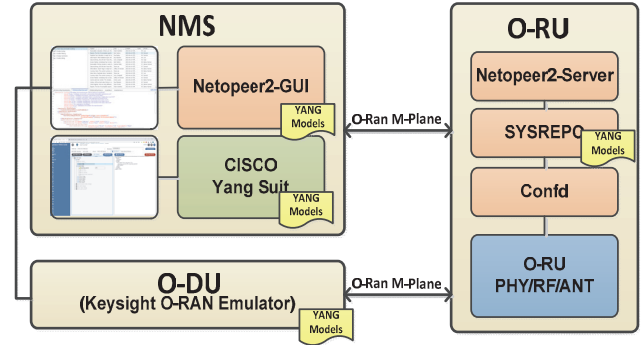 NMS
Netopeer2-GUI
YANG
Models
CISCO
Yang Suit
YANG
Models
O-Ran M-Plane
O-RU
Netopeer2-Server
SYSREPO
YANG
Models
Confd
O-RU
PHY/RF/ANT
O-DU
(Keysight O-RAN Emulator)
YANG
Models
O-Ran M-Plane